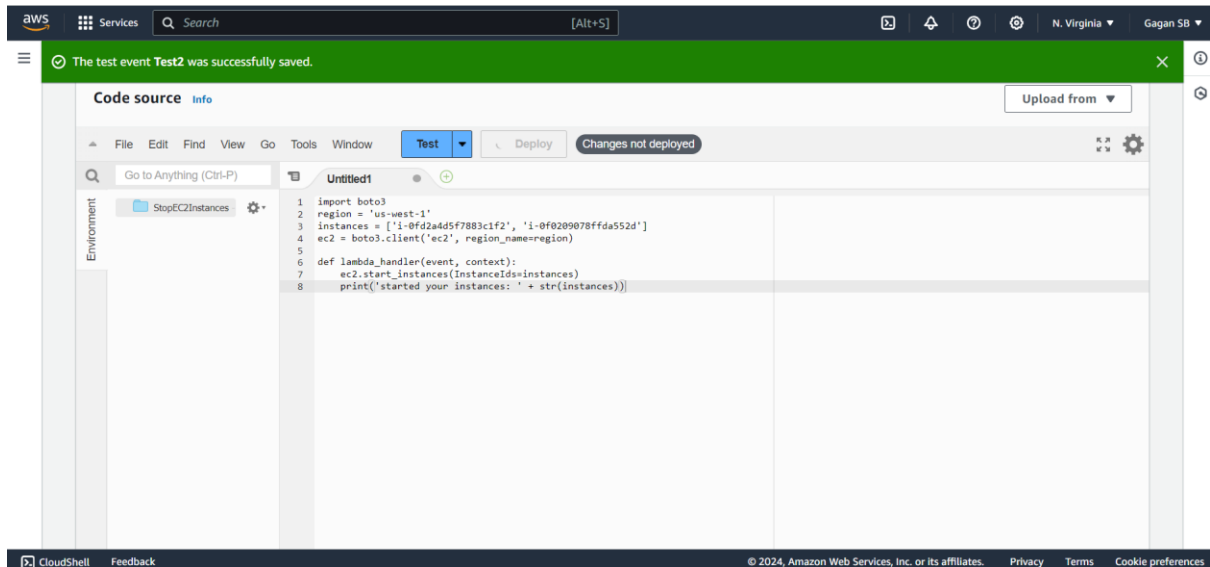 aws Services Search [Alt+S] N. Virginia ▼ Gagan SB ▼
The test event Test2 was successfully saved.
Code source Info Upload from ▼
File Edit Find View Go Tools Window Test Deploy Changes not deployed
Go to Anything (Ctrl-P) Untitled1
Environment
StopEC2Instances
1 import boto3
2 region = 'us-west-1'
3 instances = ['i-0fd2a4d5f7883c1f2', 'i-0f0209078ffda552d']
4 ec2 = boto3.client('ec2', region_name=region)
5
6 def lambda_handler(event, context):
7     ec2.start_instances(InstanceIds=instances)
8     print('started your instances: ' + str(instances))
CloudShell Feedback © 2024, Amazon Web Services, Inc. or its affiliates. Privacy Terms Cookie preferences